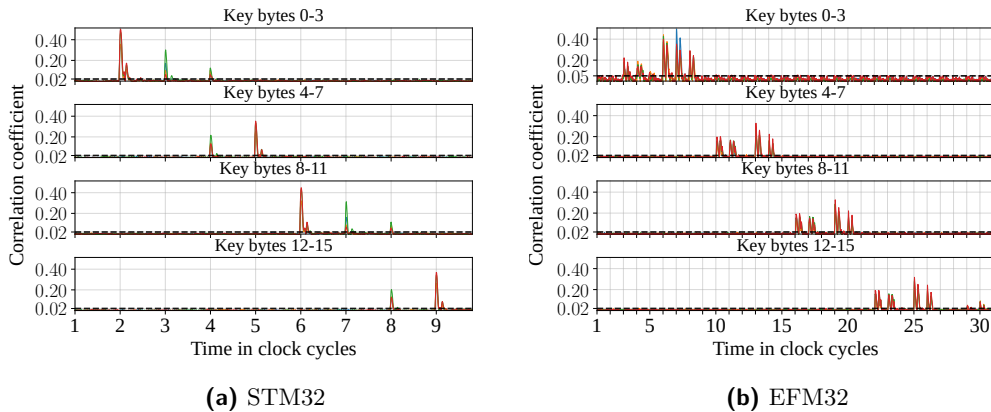 Key bytes 0-3
0.40
0.20
0.02
Key bytes 4-7
0.40
0.20
0.02
Key bytes 8-11
0.40
0.20
0.02
Key bytes 12-15
0.40
0.20
0.02
1 2 3 4 5 6 7 8 9
Time in clock cycles
Correlation coefficient
(a) STM32
Key bytes 0-3
0.40
0.20
0.05
Key bytes 4-7
0.40
0.20
0.02
Key bytes 8-11
0.40
0.20
0.02
Key bytes 12-15
0.40
0.20
0.02
1 5 10 15 20 25 30
Time in clock cycles
Correlation coefficient
(b) EFM32